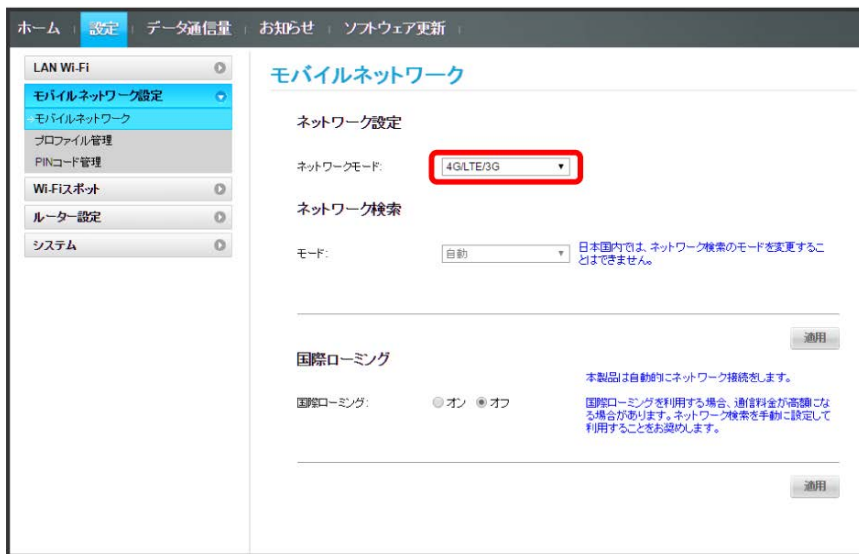 ホーム 設定 データ通信量 お知らせ ソフトウェア更新
LAN Wi-Fi
モバイルネットワーク設定
モバイルネットワーク
プロファイル管理
PINコード管理
Wi-Fiスポット
ルーター設定
システム
モバイルネットワーク
ネットワーク設定
ネットワークモード: 4G/LTE/3G
ネットワーク検索
モード: 自動
日本国内では、ネットワーク検索のモードを変更するこ
とはできません。
適用
国際ローミング
本製品は自動的にネットワーク接続をします。
国際ローミング: オン オフ
国際ローミングを利用する場合、通信料金が高額にな
る場合があります。ネットワーク検索を手動に設定して
利用することをお奨めします。
適用